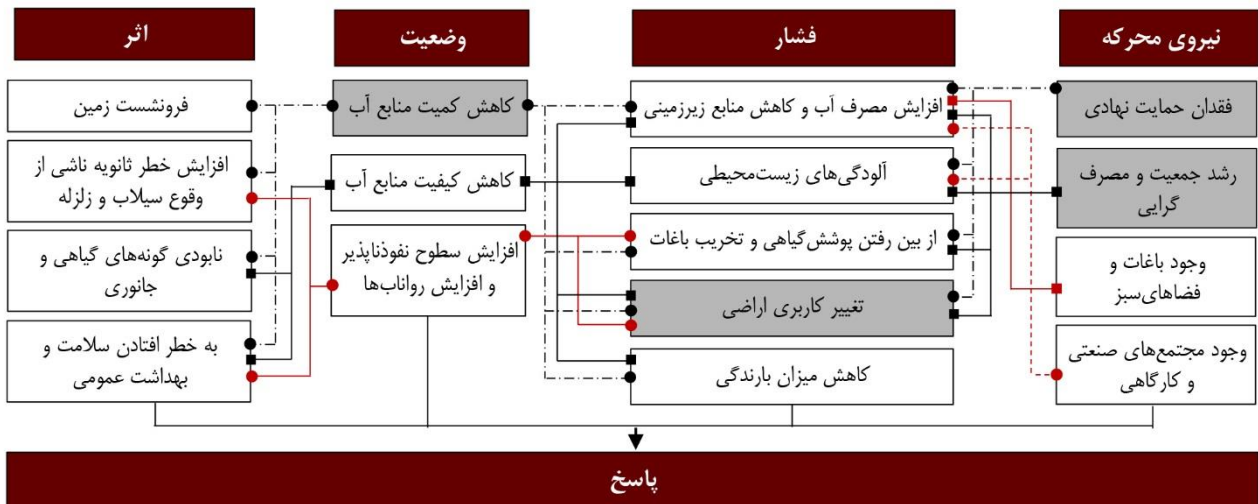 نیروی محرکه
فشار
وضعیت
اثر
فقدان حمایت نهادی
رشد جمعیت و مصرف
گرایی
وجود باغات و
فضاهای‌سبز
وجود مجتمع‌های صنعتی
و کارگاهی
افزایش مصرف آب و کاهش منابع زیرزمینی
آلودگی‌های زیست‌محیطی
از بین رفتن پوشش‌گیاهی و تخریب باغات
تغییر کاربری اراضی
کاهش میزان بارندگی
کاهش کمیت منابع آب
کاهش کیفیت منابع آب
افزایش سطوح نفوذناپذیر
و افزایش رواناب‌ها
فرونشست زمین
افزایش خطر ثانویه ناشی از
وقوع سیلاب و زلزله
نابودی گونه‌های گیاهی و
جانوری
به خطر افتادن سلامت و
بهداشت عمومی
پاسخ